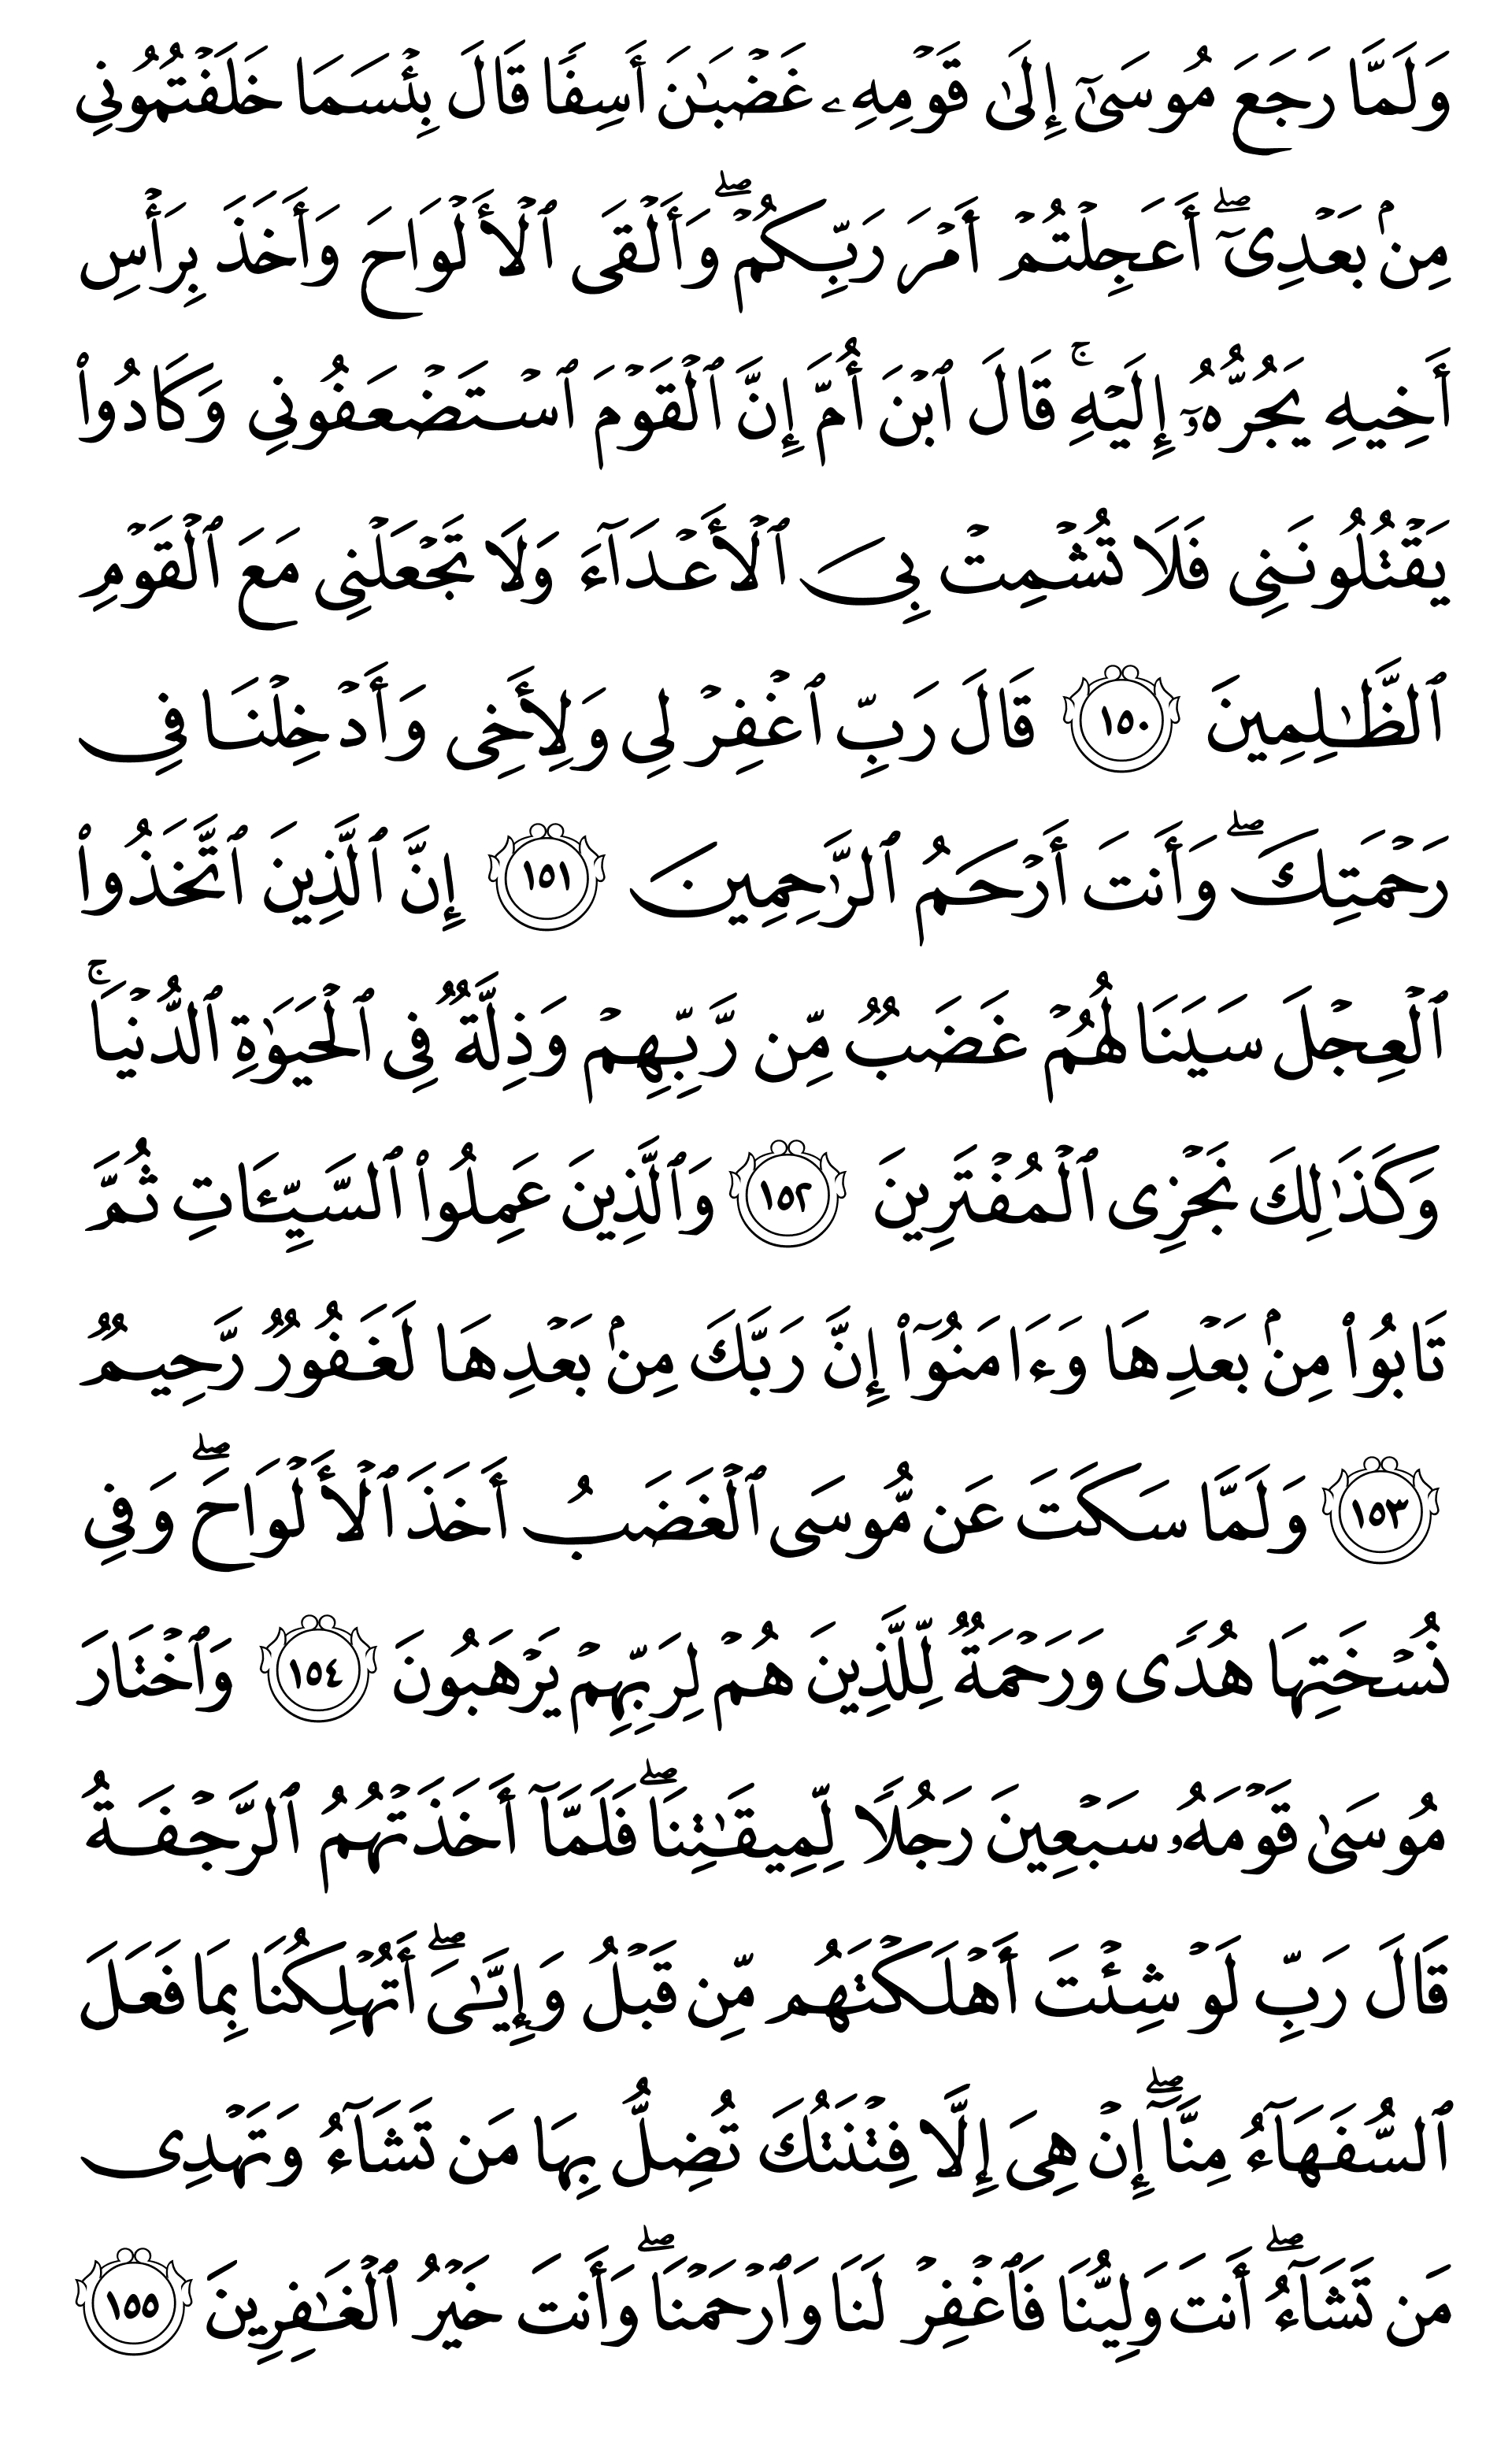 وَلَمَّا رَجَعَ مُوسَىٰٓ إِلَىٰ قَوۡمِهِۦ غَضۡبَٰنَ أَسِفٗا قَالَ بِئۡسَمَا خَلَفۡتُمُونِي
مِنۢ بَعۡدِيٓۖ أَعَجِلۡتُمۡ أَمۡرَ رَبِّكُمۡۖ وَأَلۡقَى ٱلۡأَلۡوَاحَ وَأَخَذَ بِرَأۡسِ
أَخِيهِ يَجُرُّهُۥٓ إِلَيۡهِۚ قَالَ ٱبۡنَ أُمَّ إِنَّ ٱلۡقَوۡمَ ٱسۡتَضۡعَفُونِي وَكَادُواْ
يَقۡتُلُونَنِي فَلَا تُشۡمِتۡ بِيَ ٱلۡأَعۡدَآءَ وَلَا تَجۡعَلۡنِي مَعَ ٱلۡقَوۡمِ
ٱلظَّٰلِمِينَ ١٥٠ قَالَ رَبِّ ٱغۡفِرۡ لِي وَلِأَخِي وَأَدۡخِلۡنَا فِي
رَحۡمَتِكَۖ وَأَنتَ أَرۡحَمُ ٱلرَّٰحِمِينَ ١٥١ إِنَّ ٱلَّذِينَ ٱتَّخَذُواْ
ٱلۡعِجۡلَ سَيَنَالُهُمۡ غَضَبٞ مِّن رَّبِّهِمۡ وَذِلَّةٞ فِي ٱلۡحَيَوٰةِ ٱلدُّنۡيَاۚ
وَكَذَٰلِكَ نَجۡزِي ٱلۡمُفۡتَرِينَ ١٥٢ وَٱلَّذِينَ عَمِلُواْ ٱلسَّيِّـَٔاتِ ثُمَّ
تَابُواْ مِنۢ بَعۡدِهَا وَءَامَنُوٓاْ إِنَّ رَبَّكَ مِنۢ بَعۡدِهَا لَغَفُورٞ رَّحِيمٞ
١٥٣ وَلَمَّا سَكَتَ عَن مُّوسَى ٱلۡغَضَبُ أَخَذَ ٱلۡأَلۡوَاحَۖ وَفِي
نُسۡخَتِهَا هُدٗى وَرَحۡمَةٞ لِّلَّذِينَ هُمۡ لِرَبِّهِمۡ يَرۡهَبُونَ ١٥٤ وَٱخۡتَارَ
مُوسَىٰ قَوۡمَهُۥ سَبۡعِينَ رَجُلٗا لِّمِيقَٰتِنَاۖ فَلَمَّآ أَخَذَتۡهُمُ ٱلرَّجۡفَةُ
قَالَ رَبِّ لَوۡ شِئۡتَ أَهۡلَكۡتَهُم مِّن قَبۡلُ وَإِيَّٰيَۖ أَتُهۡلِكُنَا بِمَا فَعَلَ
ٱلسُّفَهَآءُ مِنَّآۖ إِنۡ هِيَ إِلَّا فِتۡنَتُكَ تُضِلُّ بِهَا مَن تَشَآءُ وَتَهۡدِي
مَن تَشَآءُۖ أَنتَ وَلِيُّنَا فَٱغۡفِرۡ لَنَا وَٱرۡحَمۡنَاۖ وَأَنتَ خَيۡرُ ٱلۡغَٰفِرِينَ ١٥٥